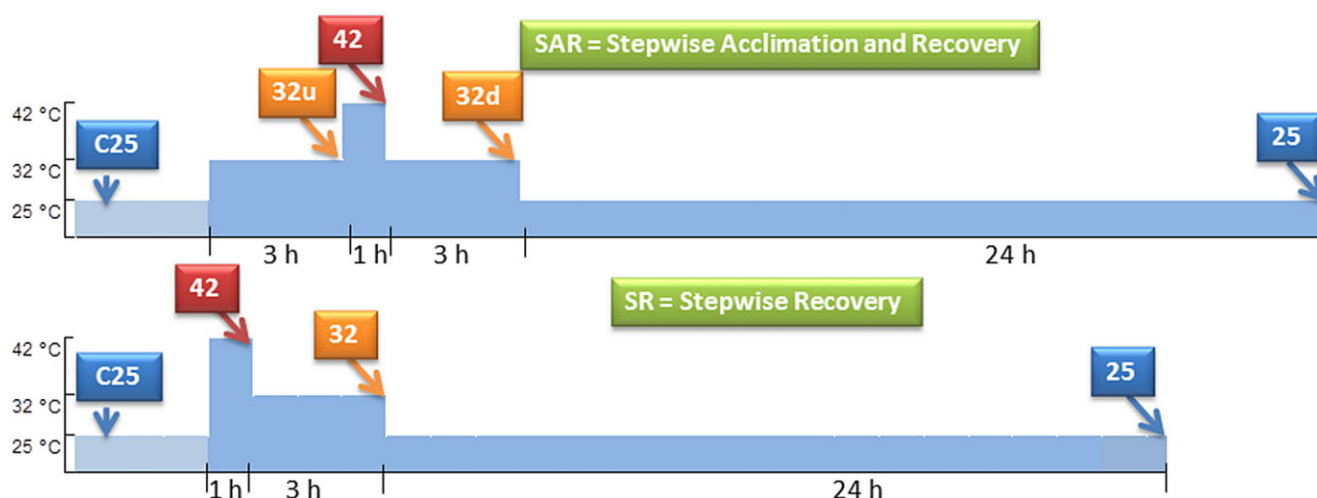 42
SAR = Stepwise Acclimation and Recovery
32u
32d
42 °C
C25
25
32 °C
25 °C
3 h
1 h
3 h
24 h
42
SR = Stepwise Recovery
32
42 °C
C25
25
32 °C
25 °C
1 h
3 h
24 h